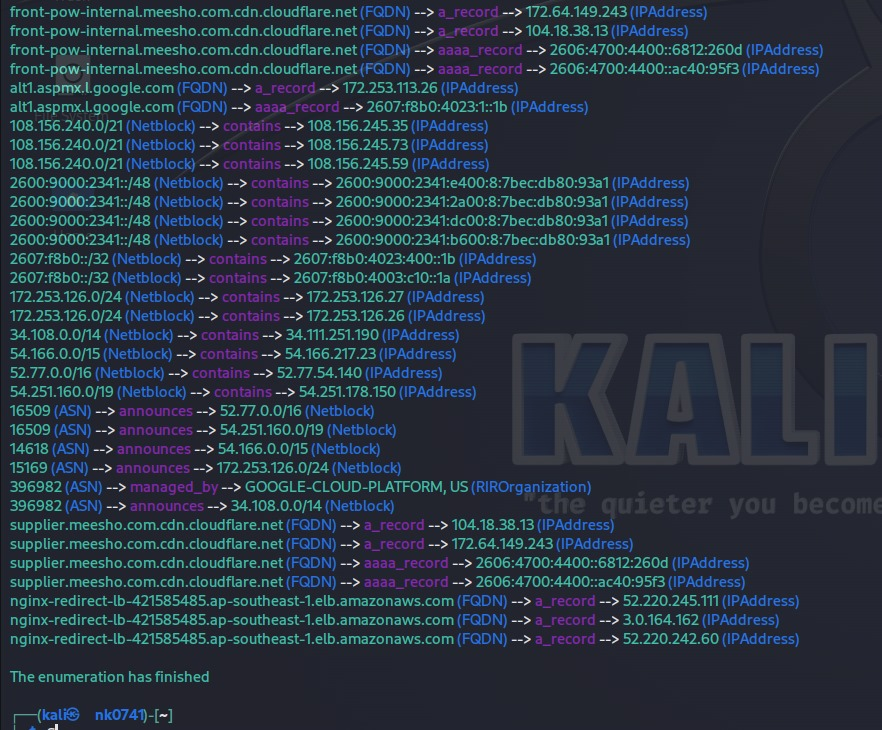 front-pow-internal.meesho.com.cdn.cloudflare.net (FQDN) --> a_record --> 172.64.149.243 (IPAddress)
front-pow-internal.meesho.com.cdn.cloudflare.net (FQDN) --> a_record --> 104.18.38.13 (IPAddress)
front-pow-internal.meesho.com.cdn.cloudflare.net (FQDN) --> aaaa_record --> 2606:4700:4400::6812:260d (IPAddress)
front-pow-internal.meesho.com.cdn.cloudflare.net (FQDN) --> aaaa_record --> 2606:4700:4400::ac40:95f3 (IPAddress)
alt1.aspmx.l.google.com (FQDN) --> a_record --> 172.253.113.26 (IPAddress)
alt1.aspmx.l.google.com (FQDN) --> aaaa_record --> 2607:f8b0:4023:1::1b (IPAddress)
File System
108.156.240.0/21 (Netblock) --> contains --> 108.156.245.35 (IPAddress)
108.156.240.0/21 (Netblock) --> contains --> 108.156.245.73 (IPAddress)
108.156.240.0/21 (Netblock) --> contains --> 108.156.245.59 (IPAddress)
2600:9000:2341::/48 (Netblock) --> contains --> 2600:9000:2341:e400:8:7bec:db80:93a1 (IPAddress)
2600:9000:2341::/48 (Netblock) --> contains --> 2600:9000:2341:2a00:8:7bec:db80:93a1 (IPAddress)
2600:9000:2341::/48 (Netblock) --> contains --> 2600:9000:2341:dc00:8:7bec:db80:93a1 (IPAddress)
2600:9000:2341::/48 (Netblock) --> contains --> 2600:9000:2341:b600:8:7bec:db80:93a1 (IPAddress)
2607:f8b0::/32 (Netblock) --> contains --> 2607:f8b0:4023:400::1b (IPAddress)
2607:f8b0::/32 (Netblock) --> contains --> 2607:f8b0:4003:c10::1a (IPAddress)
172.253.126.0/24 (Netblock) --> contains --> 172.253.126.27 (IPAddress)
172.253.126.0/24 (Netblock) --> contains --> 172.253.126.26 (IPAddress)
34.108.0.0/14 (Netblock) --> contains --> 34.111.251.190 (IPAddress)
54.166.0.0/15 (Netblock) --> contains --> 54.166.217.23 (IPAddress)
52.77.0.0/16 (Netblock) --> contains --> 52.77.54.140 (IPAddress)
54.251.160.0/19 (Netblock) --> contains --> 54.251.178.150 (IPAddress)
16509 (ASN) --> announces --> 52.77.0.0/16 (Netblock)
16509 (ASN) --> announces --> 54.251.160.0/19 (Netblock)
14618 (ASN) --> announces --> 54.166.0.0/15 (Netblock)
15169 (ASN) --> announces --> 172.253.126.0/24 (Netblock)
396982 (ASN) --> managed_by --> GOOGLE-CLOUD-PLATFORM, US (RIROrganization)
396982 (ASN) --> announces --> 34.108.0.0/14 (Netblock)
supplier.meesho.com.cdn.cloudflare.net (FQDN) --> a_record --> 104.18.38.13 (IPAddress)
supplier.meesho.com.cdn.cloudflare.net (FQDN) --> a_record --> 172.64.149.243 (IPAddress)
supplier.meesho.com.cdn.cloudflare.net (FQDN) --> aaaa_record --> 2606:4700:4400::6812:260d (IPAddress)
supplier.meesho.com.cdn.cloudflare.net (FQDN) --> aaaa_record --> 2606:4700:4400::ac40:95f3 (IPAddress)
nginx-redirect-lb-421585485.ap-southeast-1.elb.amazonaws.com (FQDN) --> a_record --> 52.220.245.111 (IPAddress)
nginx-redirect-lb-421585485.ap-southeast-1.elb.amazonaws.com (FQDN) --> a_record --> 3.0.164.162 (IPAddress)
nginx-redirect-lb-421585485.ap-southeast-1.elb.amazonaws.com (FQDN) --> a_record --> 52.220.242.60 (IPAddress)
The enumeration has finished
┌──(kali㉿ nk0741)-[~]
KALI
"the quieter you become